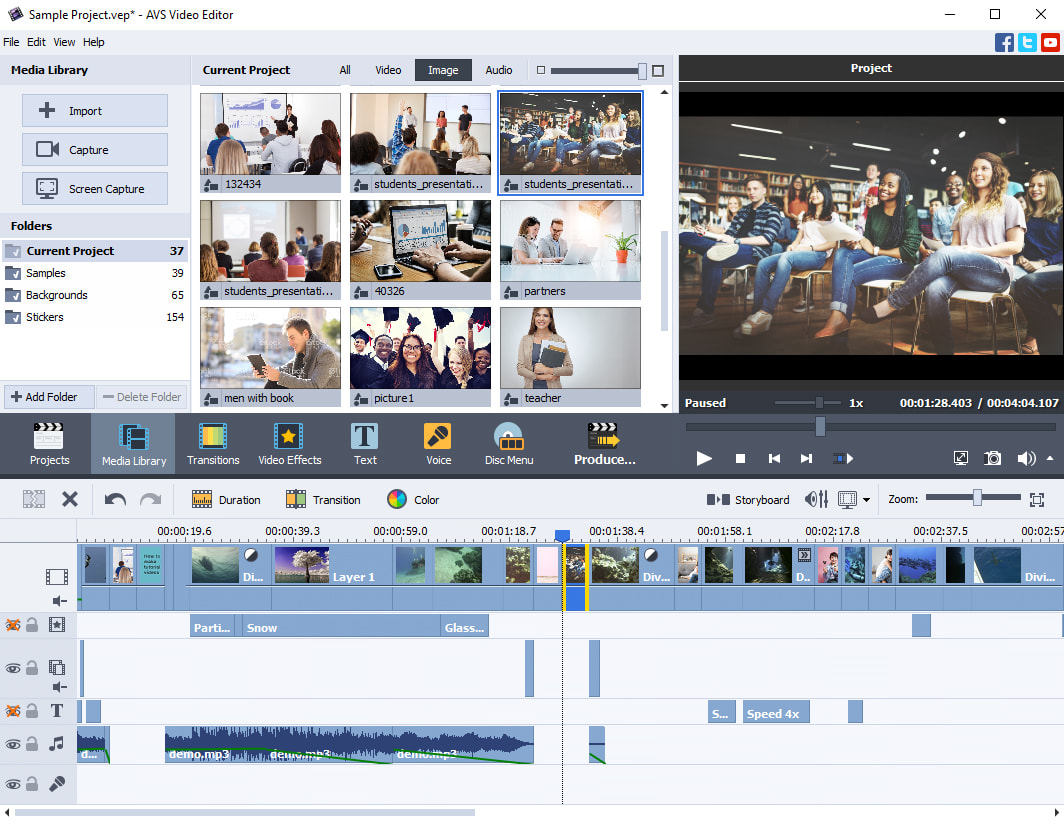 Sample Project.vep* - AVS Video Editor
File Edit View Help
Media Library
Current Project All Video Image Audio
Project
Import
Capture
Screen Capture
132434 students_presentati... students_presentati...
Folders
Current Project 37
Samples 39
Backgrounds 65
Stickers 154
students_presentati... 40326 partners
men with book picture1 teacher
Add Folder Delete Folder
Paused 1x 00:01:28.403 / 00:04:04.107
Projects Media Library Transitions Video Effects Text Voice Disc Menu Produce...
Duration Transition Color Storyboard Zoom:
00:00:19.6 00:00:39.3 00:00:59.0 00:01:18.7 00:01:38.4 00:01:58.1 00:02:17.8 00:02:37.5 00:02:57
How to make tutorial videos
Di... Layer 1 Div... D.. Divi...
Parti... Snow Glass...
T S... Speed 4x
d... demo.mp3 demo.mp3 demo.mp3